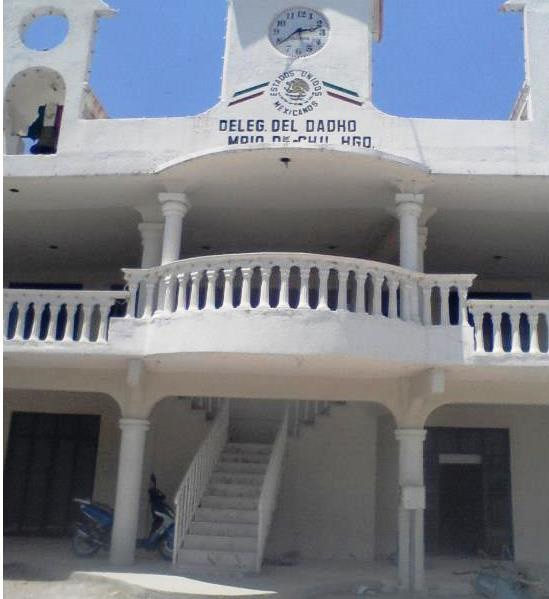 ESTADOS UNIDOS
MEXICANOS
DELEG. DEL DADHO
MPIO. DE CHIL. HGO.